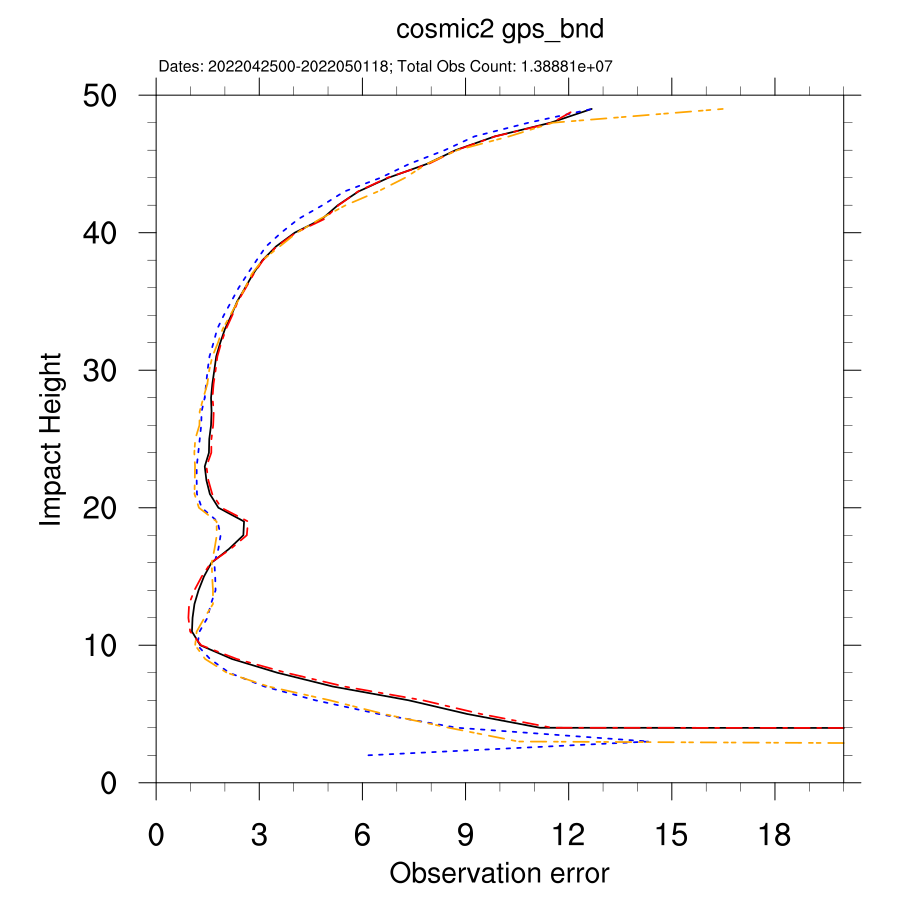 cosmic2 gps_bnd
Dates: 2022042500-2022050118; Total Obs Count: 1.38881e+07
50
40
30
20
10
0
Impact Height
0 3 6 9 12 15 18
Observation error